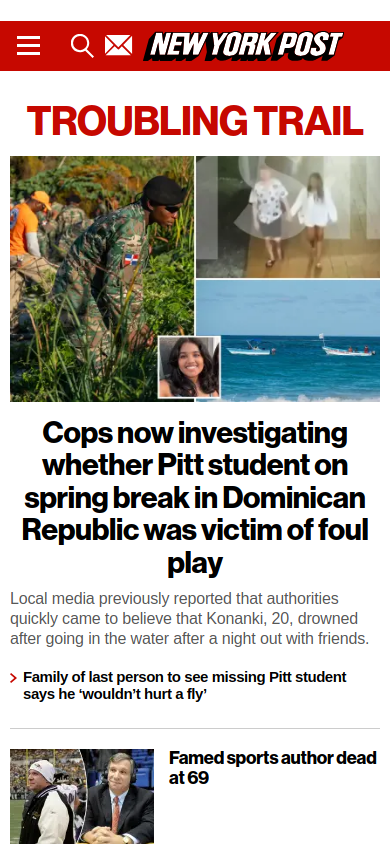 NEW YORK POST
TROUBLING TRAIL
Cops now investigating
whether Pitt student on
spring break in Dominican
Republic was victim of foul
play
Local media previously reported that authorities
quickly came to believe that Konanki, 20, drowned
after going in the water after a night out with friends.
Family of last person to see missing Pitt student
says he ‘wouldn’t hurt a fly’
Famed sports author dead
at 69